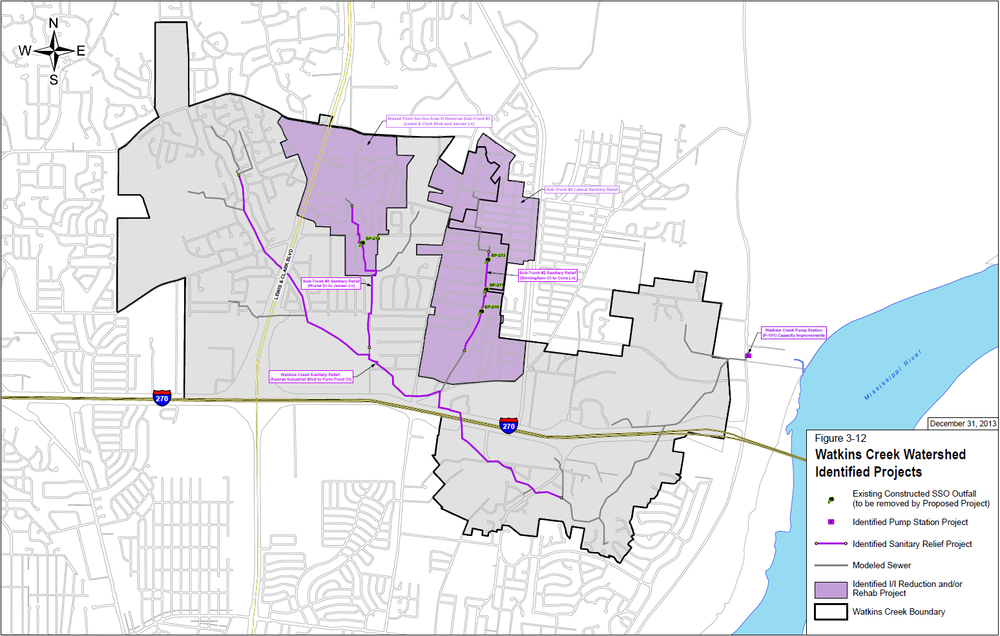 N
W E
S
Bissell Point Service Area I/I Removal Sub-Trunk #3
(Lewis & Clark Blvd and Jenner Ln)
Sub-Trunk #2 Lateral Sanitary Relief
BP-214
BP-213
LEWIS & CLARK BLVD
Sub-Trunk #2 Sanitary Relief
(Birmingham Ct to Cove Ln)
Sub-Trunk #3 Sanitary Relief
(Muriel Dr to Jenner Ln)
BP-211
BP-210
Watkins Creek Pump Station
(P-101) Capacity Improvements
Mississippi River
Watkins Creek Sanitary Relief
(Kenran Industrial Blvd to Farm Pond Ct)
270
270
December 31, 2013
Figure 3-12
Watkins Creek Watershed
Identified Projects
Existing Constructed SSO Outfall
(to be removed by Proposed Project)
Identified Pump Station Project
Identified Sanitary Relief Project
Modeled Sewer
Identified I/I Reduction and/or
Rehab Project
Watkins Creek Boundary